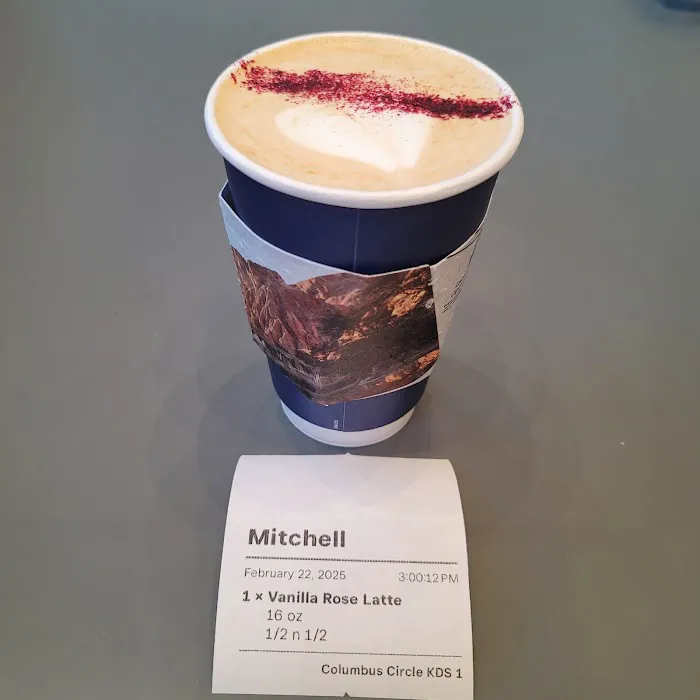 Mitchell
February 22, 2025 3:00:12 PM
1 × Vanilla Rose Latte
16 oz
1/2 n 1/2
Columbus Circle KDS 1